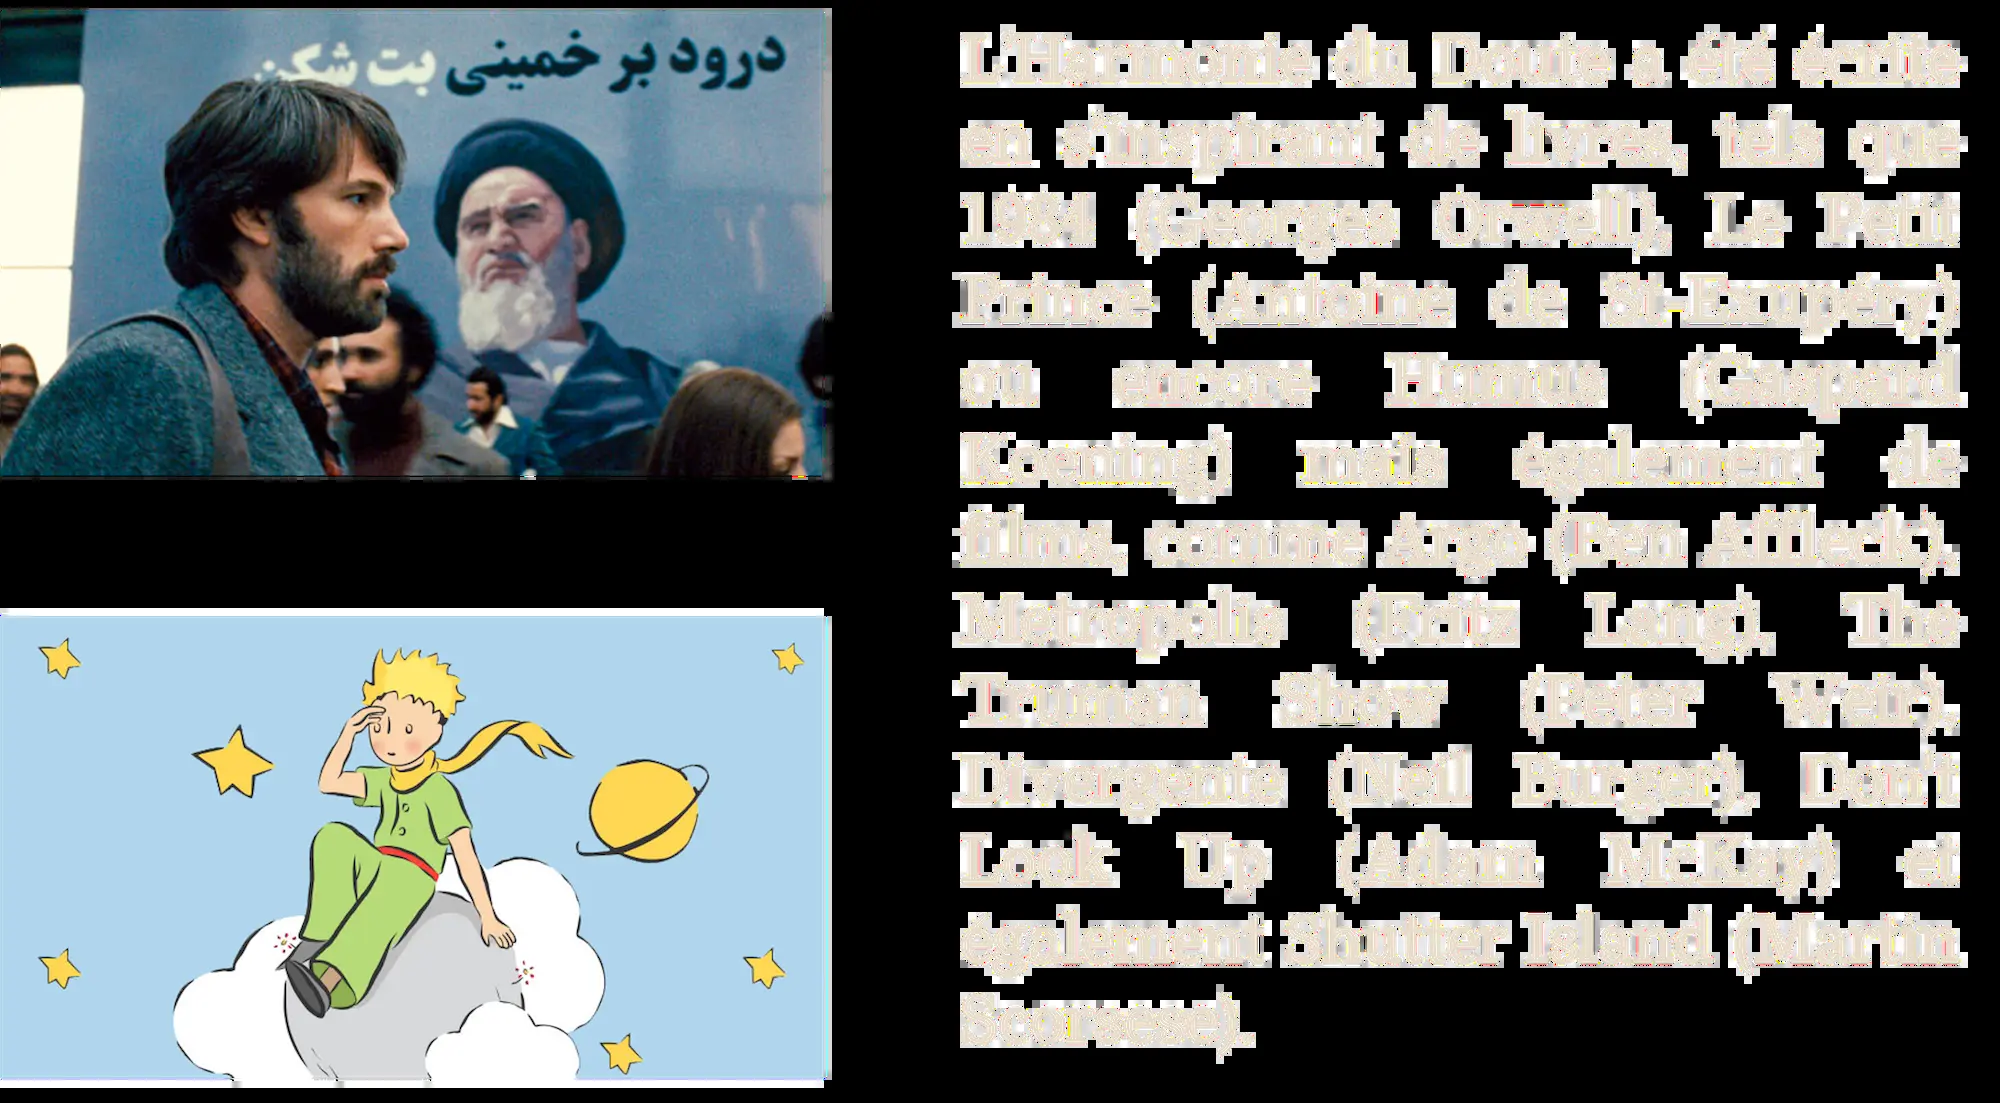 درود بر خمینی بت شکن
L'Harmonie du Doute a été écrite
en s'inspirant de livres, tels que
1984 (Georges Orwell), Le Petit
Prince (Antoine de St-Exupéry)
ou encore Humus (Gaspard
Koening) mais également de
films, comme Argo (Ben Affleck),
Metropolis (Fritz Lang), The
Truman Show (Peter Weir),
Divergente (Neil Burger), Don't
Look Up (Adam McKay) et
également Shutter Island (Martin
Scorsese).